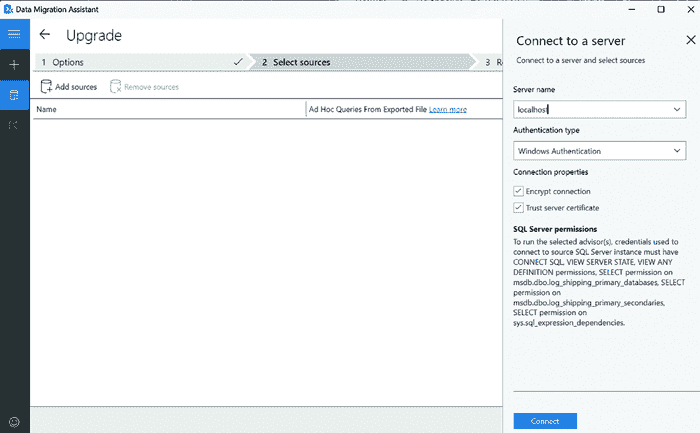 Data Migration Assistant
Upgrade
1 Options
2 Select sources
3 R
Add sources
Remove sources
Name
Ad Hoc Queries From Exported File Learn more
Connect to a server
Connect to a server and select sources
Server name
localhost
Authentication type
Windows Authentication
Connection properties
Encrypt connection
Trust server certificate
SQL Server permissions
To run the selected advisor(s), credentials used to
connect to source SQL Server instance must have
CONNECT SQL, VIEW SERVER STATE, VIEW ANY
DEFINITION permissions, SELECT permission on
msdb.dbo.log_shipping_primary_databases, SELECT
permission on
msdb.dbo.log_shipping_primary_secondaries,
SELECT permission on
sys.sql_expression_dependencies.
Connect